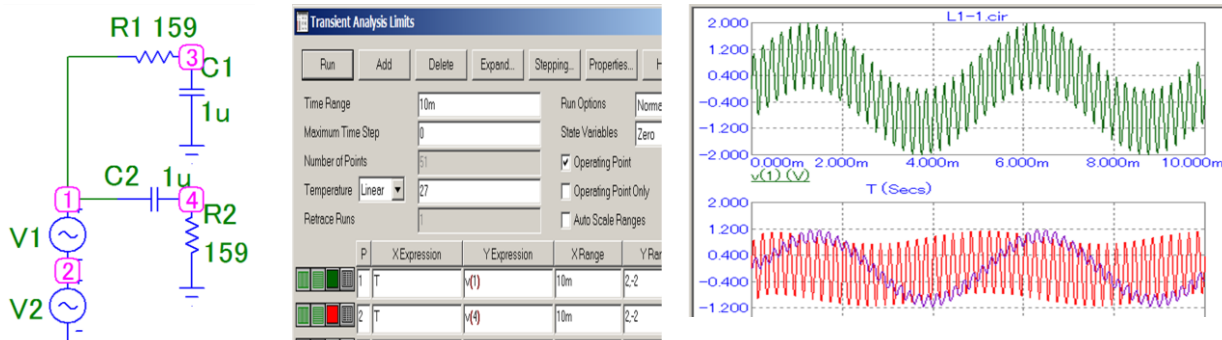 R1 159
3
C1
1u
C2
1u
1
4
R2
159
V1
2
V2
Transient Analysis Limits
Run Add Delete Expand... Stepping... Properties... H
Time Range 10m Run Options Norm
Maximum Time Step 0 State Variables Zero
Number of Points 51 Operating Point
Temperature Linear 27 Operating Point Only
Retrace Runs 1 Auto Scale Ranges
P X Expression Y Expression X Range Y Ran
1 T v(1) 10m 2,-2
2 T v(4) 10m 2,-2
L1-1.cir
2.000
1.200
0.400
-0.400
-1.200
-2.000
0.000m 2.000m 4.000m 6.000m 8.000m 10.000m
v(1) (V)
T (Secs)
2.000
1.200
0.400
-0.400
-1.200